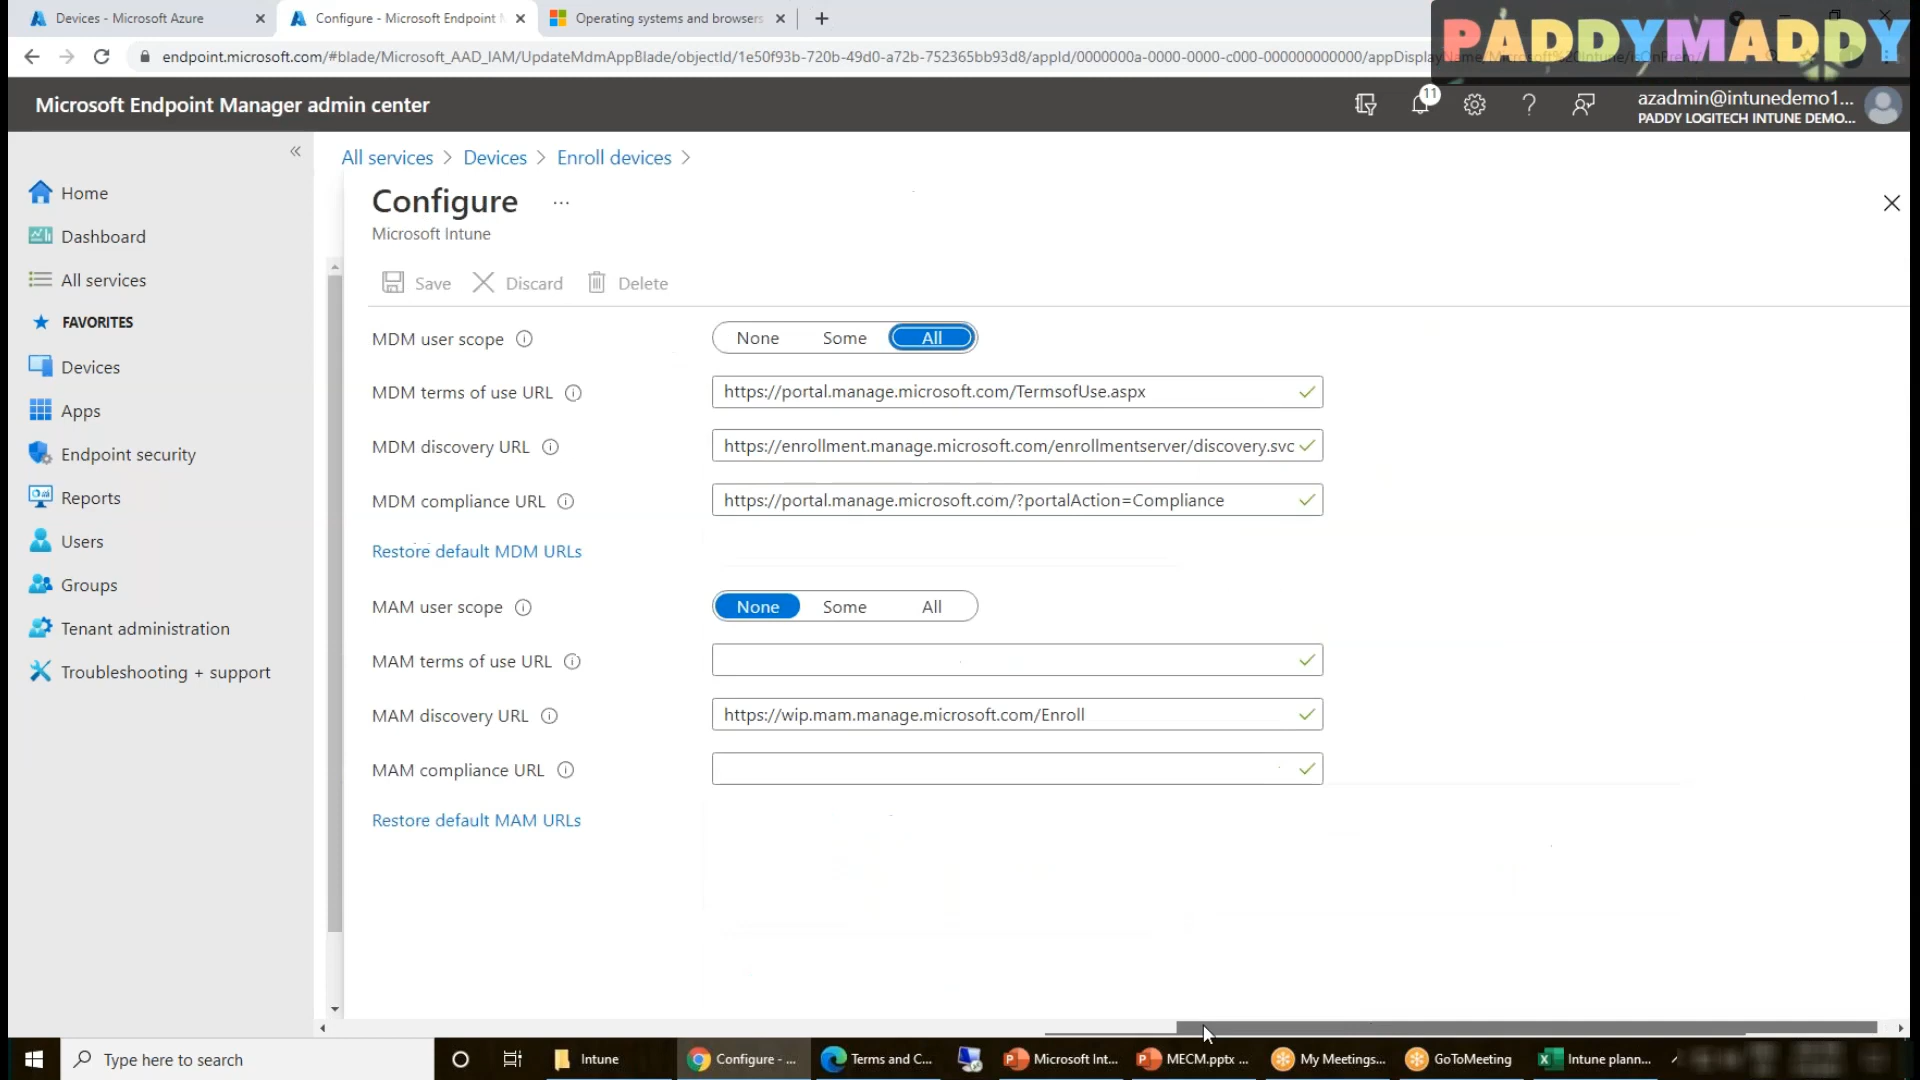 Devices - Microsoft Azure
Configure - Microsoft Endpoint M
Operating systems and browsers
PADDYMADDY
endpoint.microsoft.com/#blade/Microsoft_AAD_IAM/UpdateMdmAppBlade/objectId/1e50f93b-720b-49d0-a72b-752365bb93d8/appId/0000000a-0000-0000-c000-000000000000/appDisplayName/Microsoft%20Intune/isOnPrem/
Microsoft Endpoint Manager admin center
11
azadmin@intunedemo1...
PADDY LOGITECH INTUNE DEMO...
All services > Devices > Enroll devices >
Home
Dashboard
All services
FAVORITES
Devices
Apps
Endpoint security
Reports
Users
Groups
Tenant administration
Troubleshooting + support
Configure ...
Microsoft Intune
Save Discard Delete
MDM user scope None Some All
MDM terms of use URL https://portal.manage.microsoft.com/TermsofUse.aspx
MDM discovery URL https://enrollment.manage.microsoft.com/enrollmentserver/discovery.svc
MDM compliance URL https://portal.manage.microsoft.com/?portalAction=Compliance
Restore default MDM URLs
MAM user scope None Some All
MAM terms of use URL
MAM discovery URL https://wip.mam.manage.microsoft.com/Enroll
MAM compliance URL
Restore default MAM URLs
Type here to search
Intune
Configure - ...
Terms and C...
Microsoft Int...
MECM.pptx ...
My Meetings...
GoToMeeting
Intune plann...